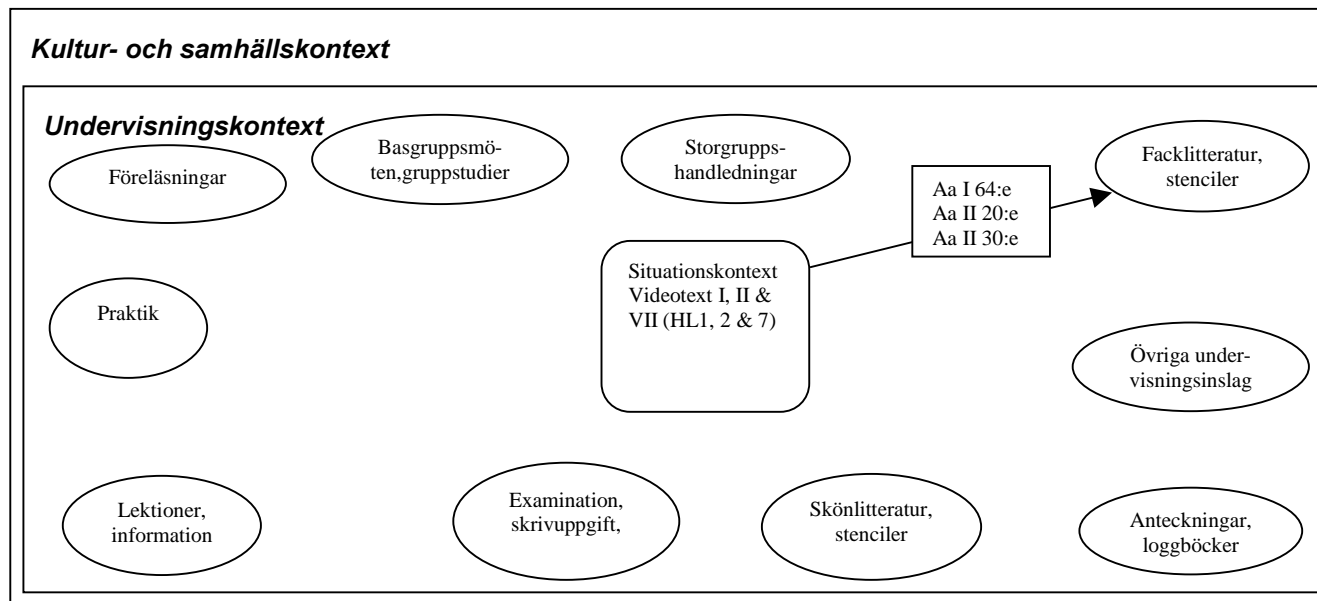 Kultur- och samhällskontext
Undervisningskontext
Föreläsningar
Basgruppsmö-
ten,gruppstudier
Storgrupps-
handledningar
Aa I 64:e
Aa II 20:e
Aa II 30:e
Facklitteratur,
stenciler
Praktik
Situationskontext
Videotext I, II &
VII (HL1, 2 & 7)
Övriga under-
visningsinslag
Lektioner,
information
Examination,
skrivuppgift,
Skönlitteratur,
stenciler
Anteckningar,
loggböcker